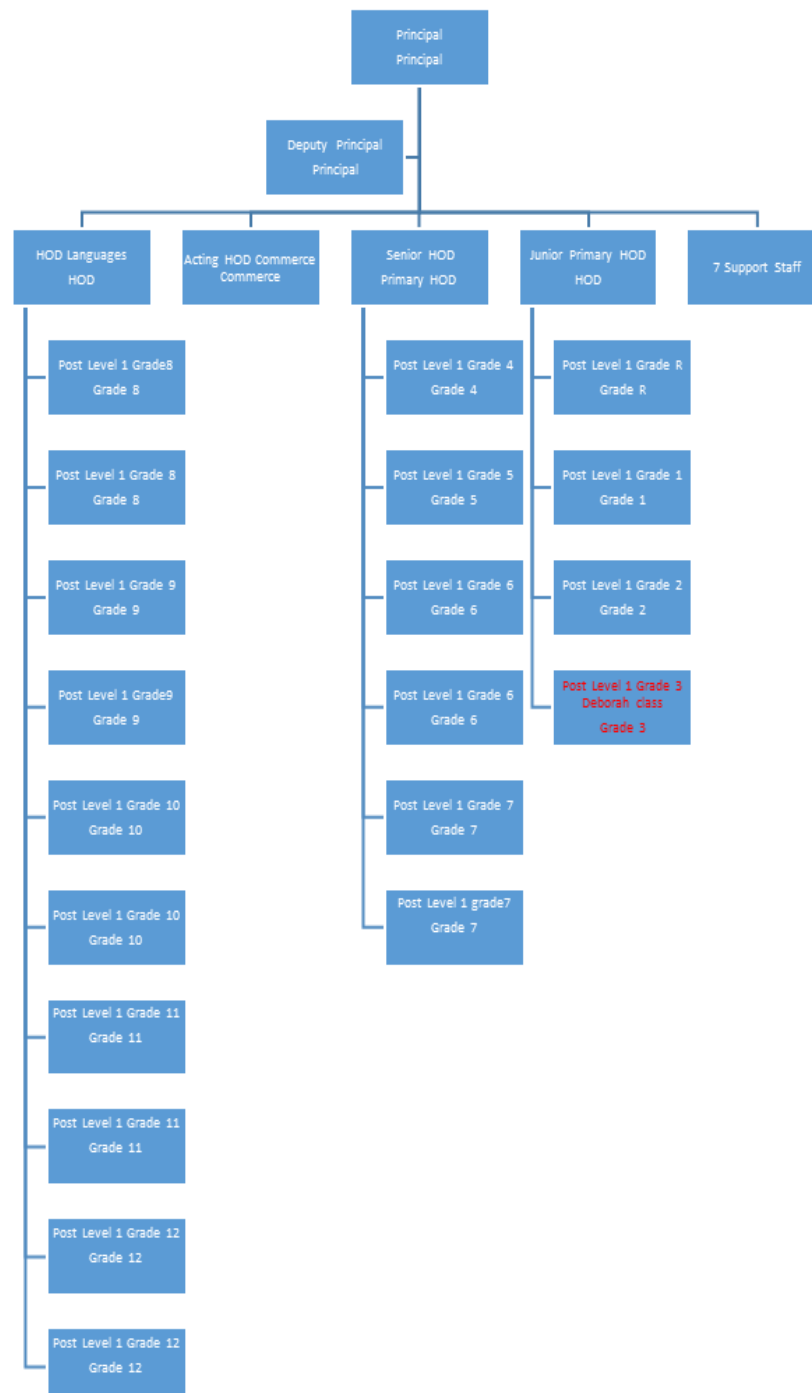 Principal
Principal
Deputy Principal
Principal
HOD Languages
HOD
Acting HOD Commerce
Commerce
Senior HOD
Primary HOD
Junior Primary HOD
HOD
7 Support Staff
Post Level 1 Grade8
Grade 8
Post Level 1 Grade 8
Grade 8
Post Level 1 Grade 9
Grade 9
Post Level 1 Grade9
Grade 9
Post Level 1 Grade 10
Grade 10
Post Level 1 Grade 10
Grade 10
Post Level 1 Grade 11
Grade 11
Post Level 1 Grade 11
Grade 11
Post Level 1 Grade 12
Grade 12
Post Level 1 Grade 12
Grade 12
Post Level 1 Grade 4
Grade 4
Post Level 1 Grade 5
Grade 5
Post Level 1 Grade 6
Grade 6
Post Level 1 Grade 6
Grade 6
Post Level 1 Grade 7
Grade 7
Post Level 1 grade7
Grade 7
Post Level 1 Grade R
Grade R
Post Level 1 Grade 1
Grade 1
Post Level 1 Grade 2
Grade 2
Post Level 1 Grade 3
Deborah class
Grade 3